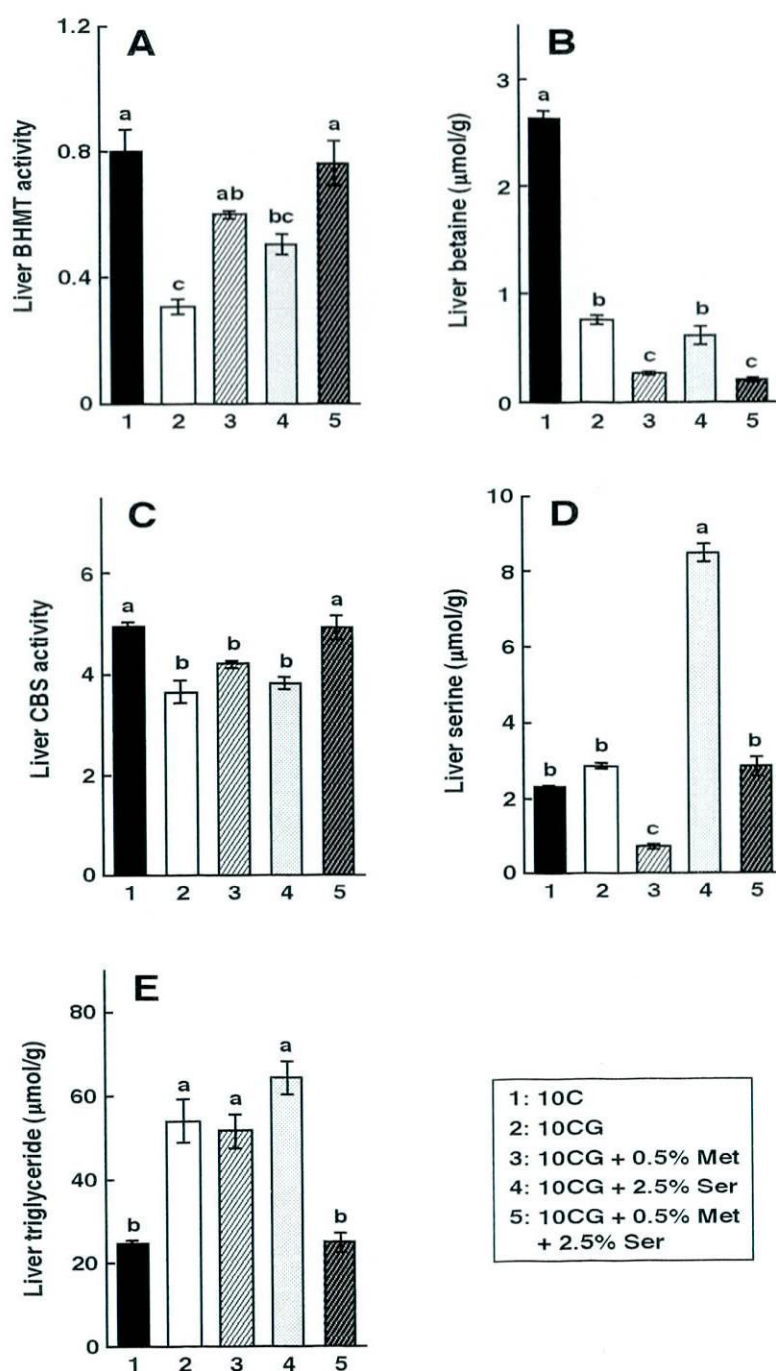 A
Liver BHMT activity
1.2
0.8
0.4
0
a
c
ab
bc
a
1 2 3 4 5
B
Liver betaine (μmol/g)
3
2
1
0
a
b
c
b
c
1 2 3 4 5
C
Liver CBS activity
6
4
2
0
a
b
b
b
a
1 2 3 4 5
D
Liver serine (μmol/g)
10
8
6
4
2
0
b
b
c
a
b
1 2 3 4 5
E
Liver triglyceride (μmol/g)
80
60
40
20
0
b
a
a
a
b
1 2 3 4 5
1: 10C
2: 10CG
3: 10CG + 0.5% Met
4: 10CG + 2.5% Ser
5: 10CG + 0.5% Met
+ 2.5% Ser